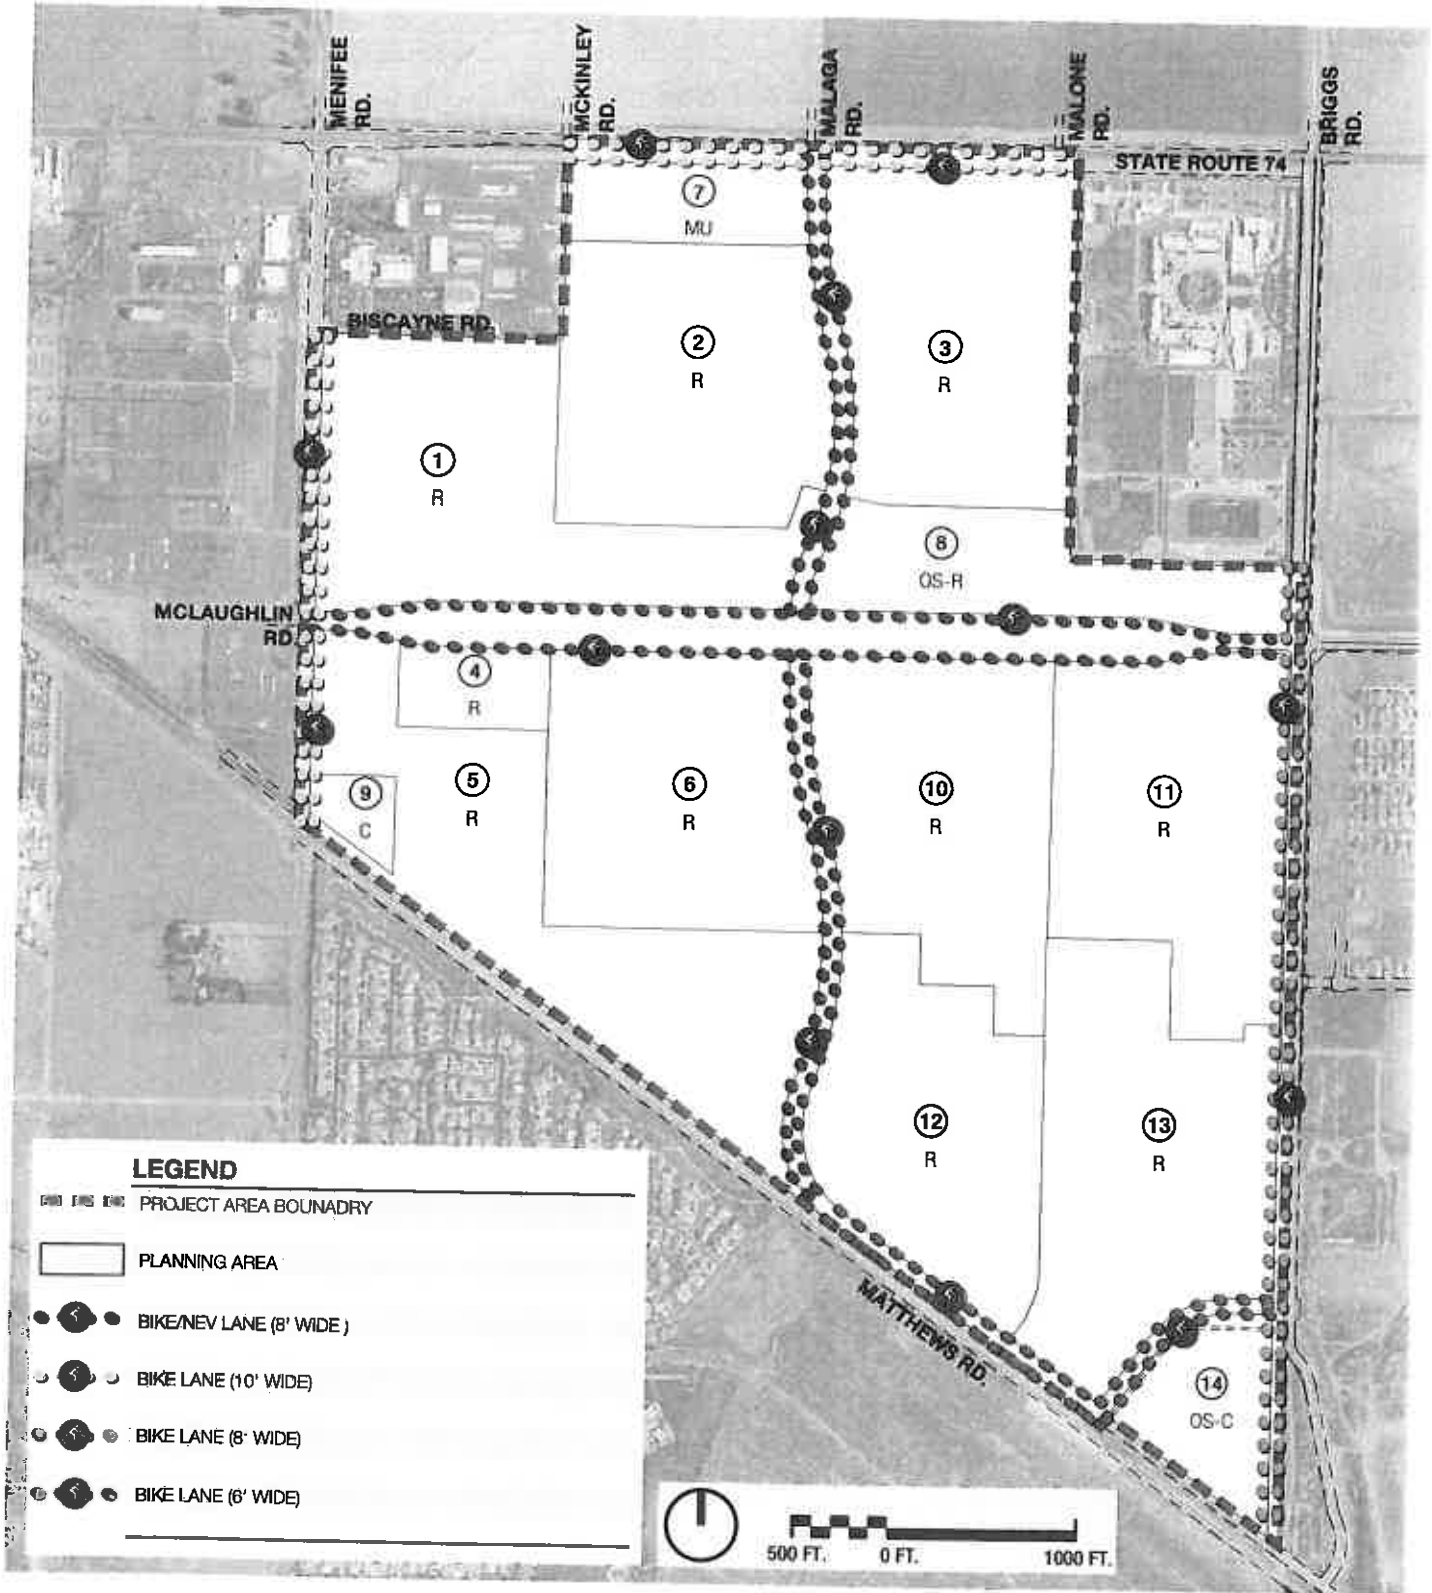 MENIFEE
RD.
MCKINLEY
RD.
MALAGA
RD.
MALONE
RD.
BRIGGS
RD.
STATE ROUTE 74
7
MU
BISCAYNE RD.
2
R
3
R
1
R
8
OS-R
MCLAUGHLIN
RD.
4
R
5
R
6
R
9
C
10
R
11
R
12
R
13
R
14
OS-C
MATTHEWS RD.
LEGEND
PROJECT AREA BOUNADRY
PLANNING AREA
BIKE/NEV LANE (8' WIDE )
BIKE LANE (10' WIDE)
BIKE LANE (8' WIDE)
BIKE LANE (6' WIDE)
500 FT. 0 FT. 1000 FT.